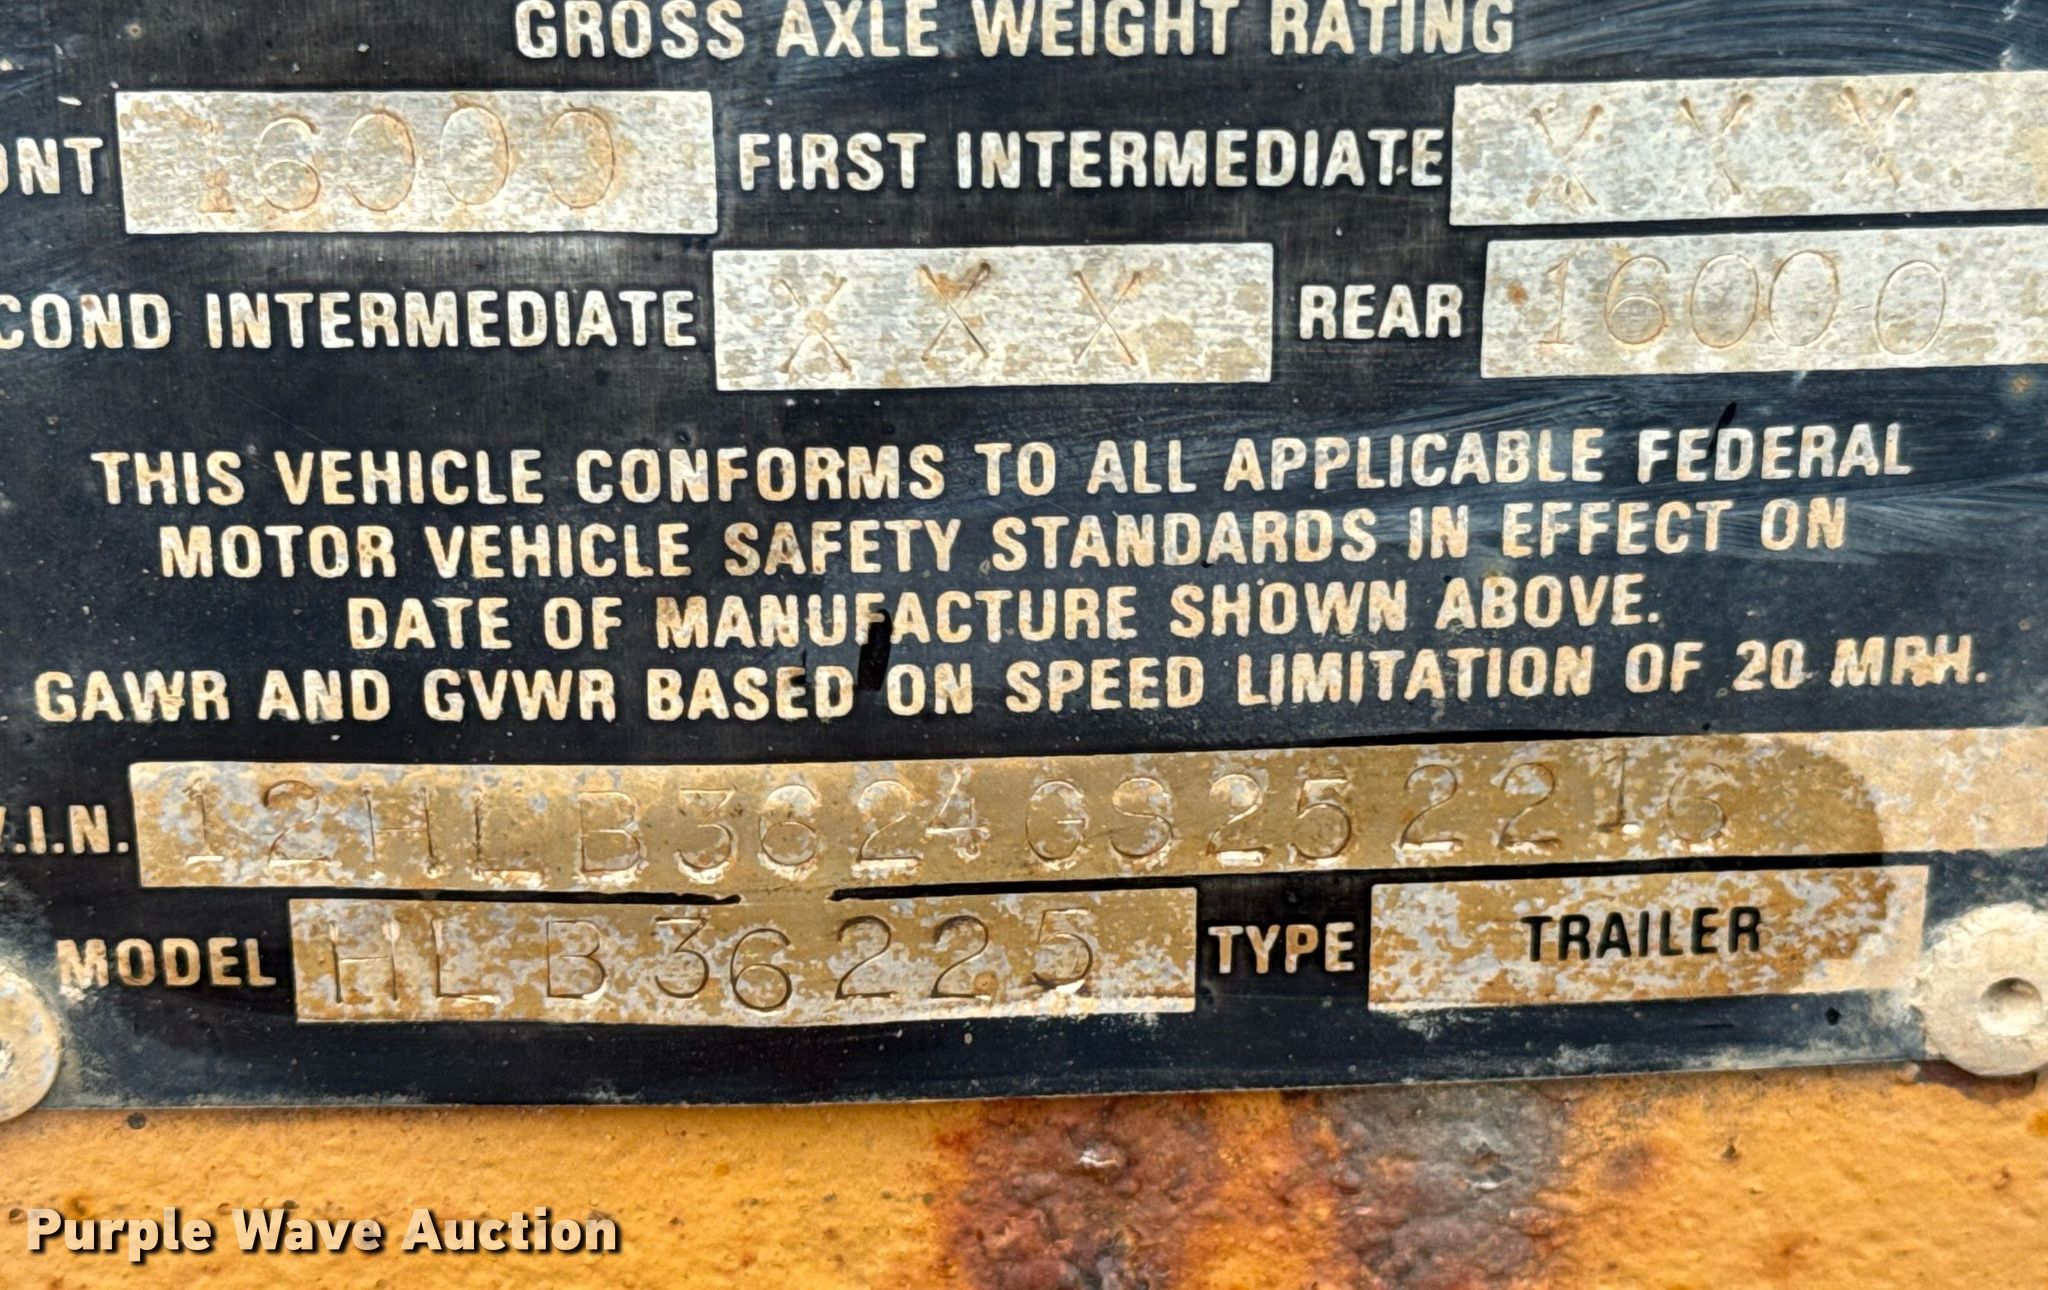 GROSS AXLE WEIGHT RATING
ONT 16000 FIRST INTERMEDIATE X X X
COND INTERMEDIATE X X X REAR 16000
THIS VEHICLE CONFORMS TO ALL APPLICABLE FEDERAL
MOTOR VEHICLE SAFETY STANDARDS IN EFFECT ON
DATE OF MANUFACTURE SHOWN ABOVE.
GAWR AND GVWR BASED ON SPEED LIMITATION OF 20 MPH.
V.I.N. 12HLB3624GS252216
MODEL HLB36225 TYPE TRAILER
Purple Wave Auction